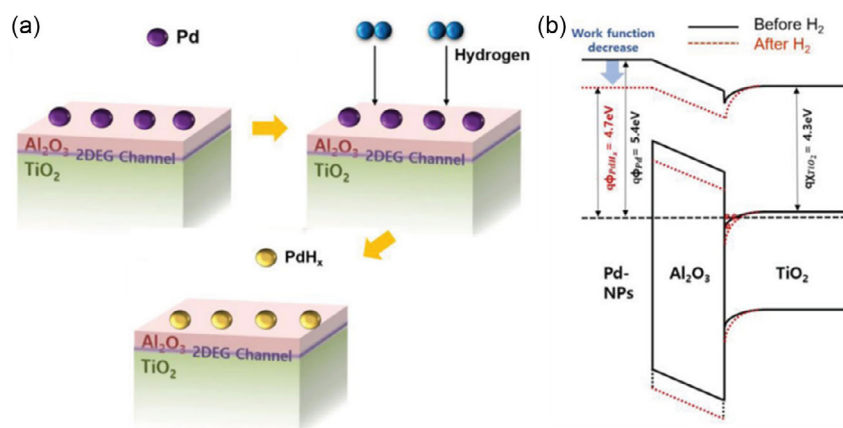 (a)
Pd
Hydrogen
Al₂O₃ 2DEG Channel
TiO₂
Al₂O₃ 2DEG Channel
TiO₂
PdHₓ
Al₂O₃ 2DEG Channel
TiO₂
(b)
Work function
decrease
Before H₂
After H₂
qϕPdHₓ = 4.7eV
qϕPd = 5.4eV
qχTiO₂ = 4.3eV
Pd-
NPs
Al₂O₃
TiO₂